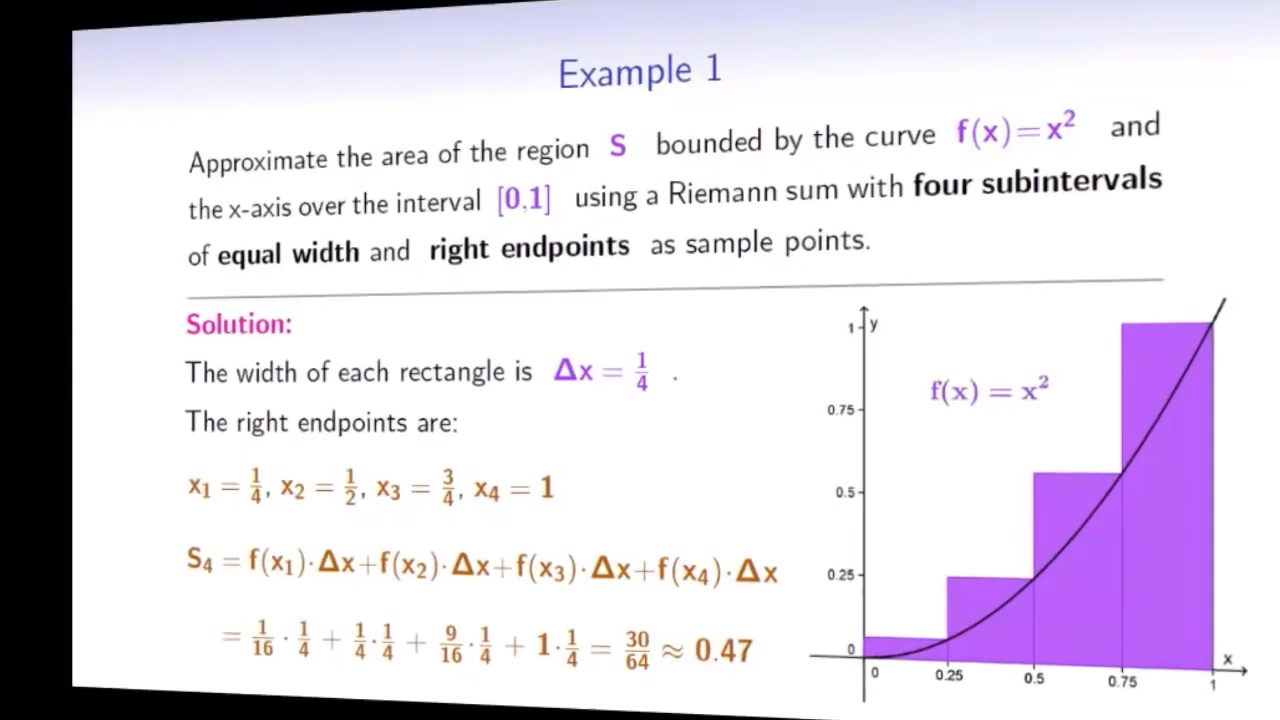 Example 1
Approximate the area of the region S bounded by the curve f(x)=x² and
the x-axis over the interval [0,1] using a Riemann sum with four subintervals
of equal width and right endpoints as sample points.
Solution:
The width of each rectangle is Δx = 1/4 .
The right endpoints are:
x₁ = 1/4, x₂ = 1/2, x₃ = 3/4, x₄ = 1
S₄ = f(x₁)·Δx+f(x₂)·Δx+f(x₃)·Δx+f(x₄)·Δx
= 1/16 · 1/4 + 1/4 · 1/4 + 9/16 · 1/4 + 1 · 1/4 = 30/64 ≈ 0.47
y
1
f(x) = x²
0.75
0.5
0.25
0
x
0 0.25 0.5 0.75 1